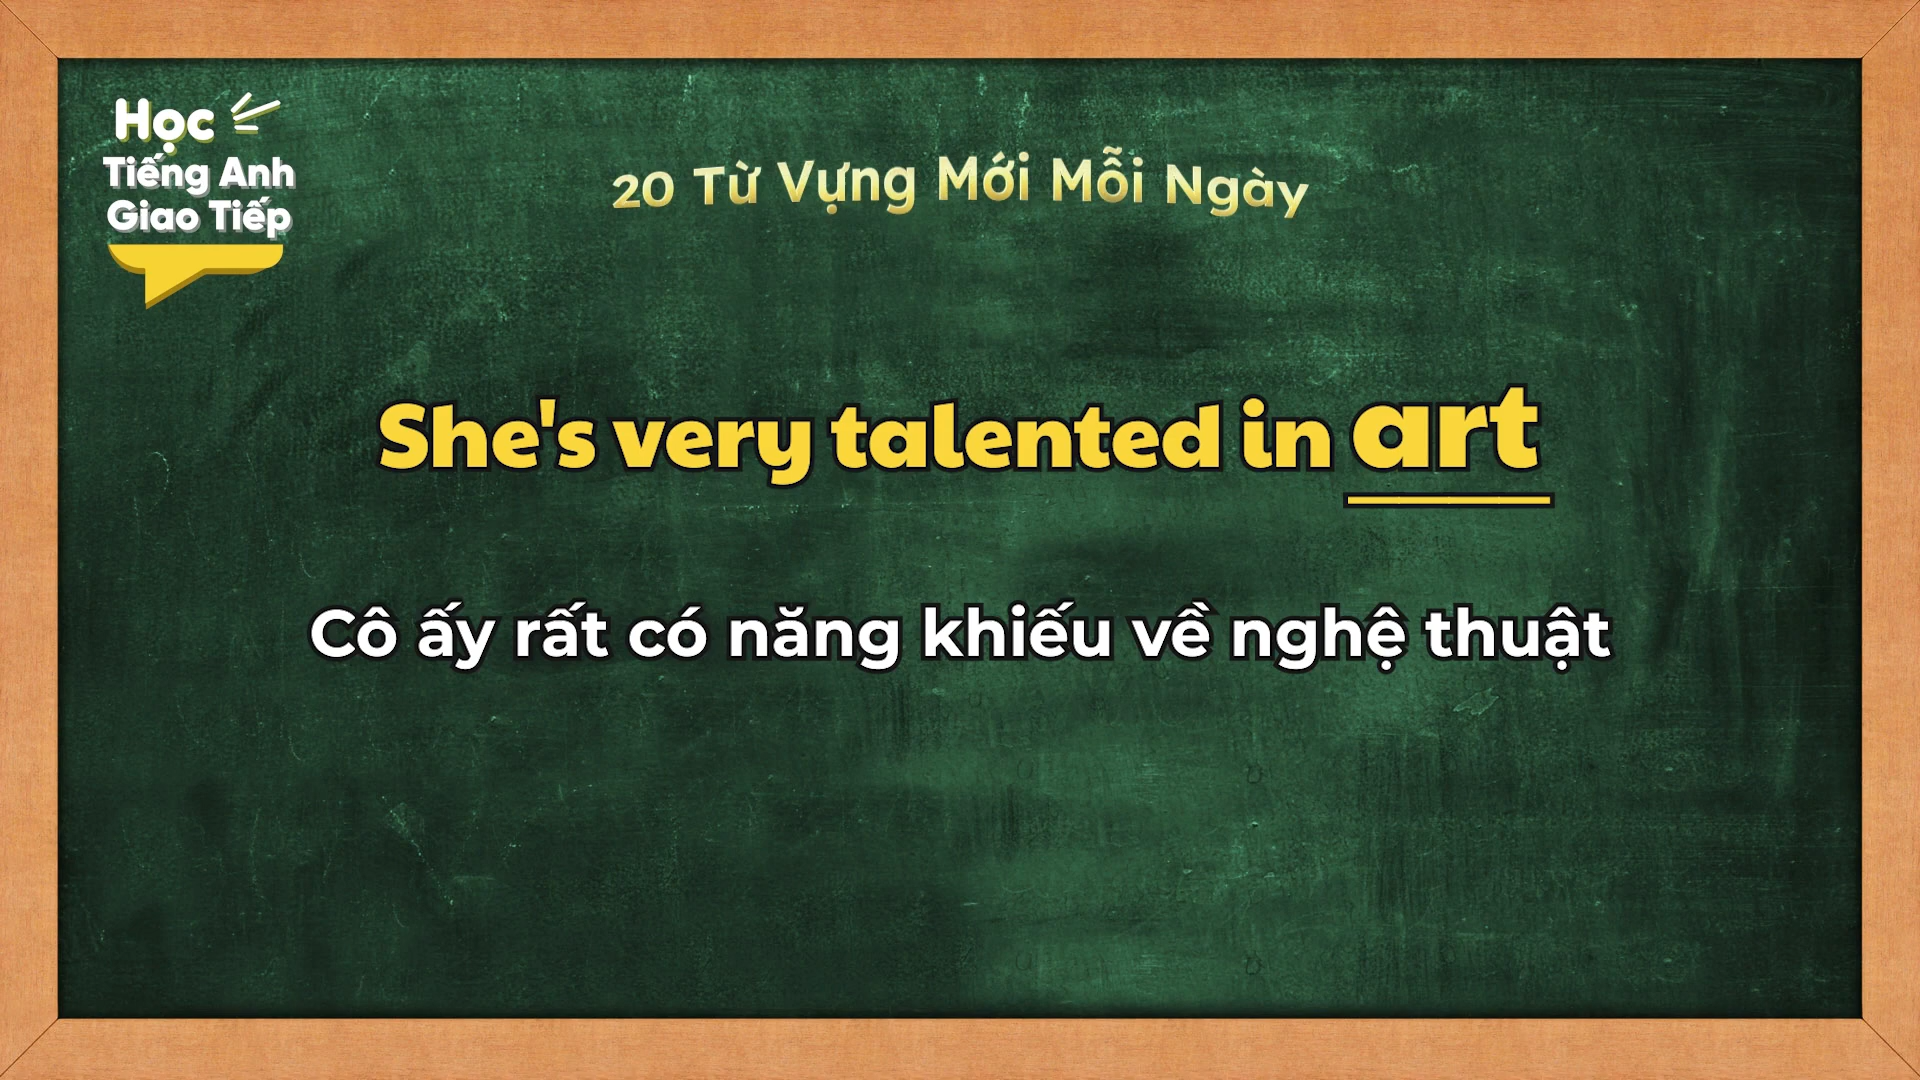 Học
Tiếng Anh
Giao Tiếp
20 Từ Vựng Mới Mỗi Ngày
She's very talented in art
Cô ấy rất có năng khiếu về nghệ thuật